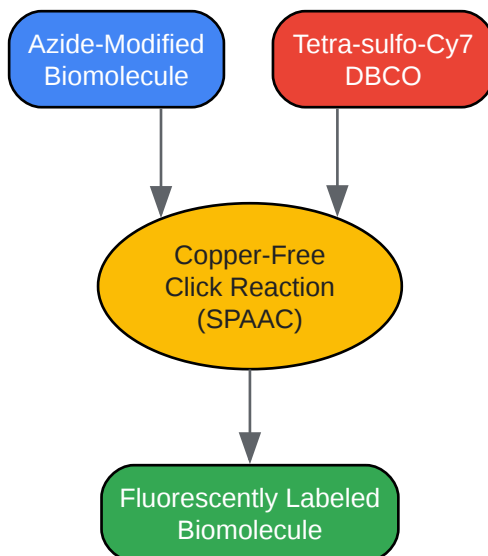 Azide-Modified
Biomolecule
Tetra-sulfo-Cy7
DBCO
Copper-Free
Click Reaction
(SPAAC)
Fluorescently Labeled
Biomolecule